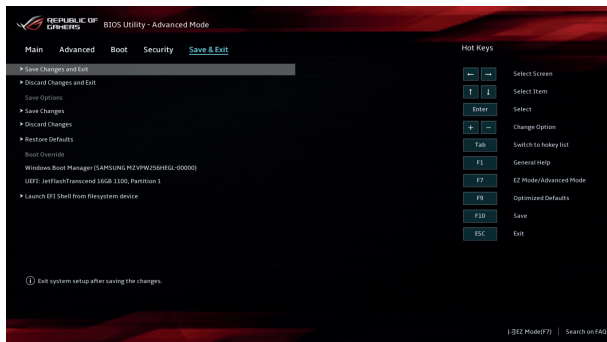 REPUBLIC OF
GAMERS
BIOS Utility - Advanced Mode
Main Advanced Boot Security Save & Exit
Hot Keys
> Save Changes and Exit
> Discard Changes and Exit
Save Options
> Save Changes
> Discard Changes
> Restore Defaults
Boot Override
Windows Boot Manager (SAMSUNG MZVPW256HEGL-00000)
UEFI: JetFlashTranscend 16GB 1100, Partition 1
> Launch EFI Shell from filesystem device
← → Select Screen
↑ ↓ Select Item
Enter Select
+ − Change Option
Tab Switch to hokey list
F1 General Help
F7 EZ Mode/Advanced Mode
F9 Optimized Defaults
F10 Save
ESC Exit
i Exit system setup after saving the changes.
EZ Mode(F7) | Search on FAQ